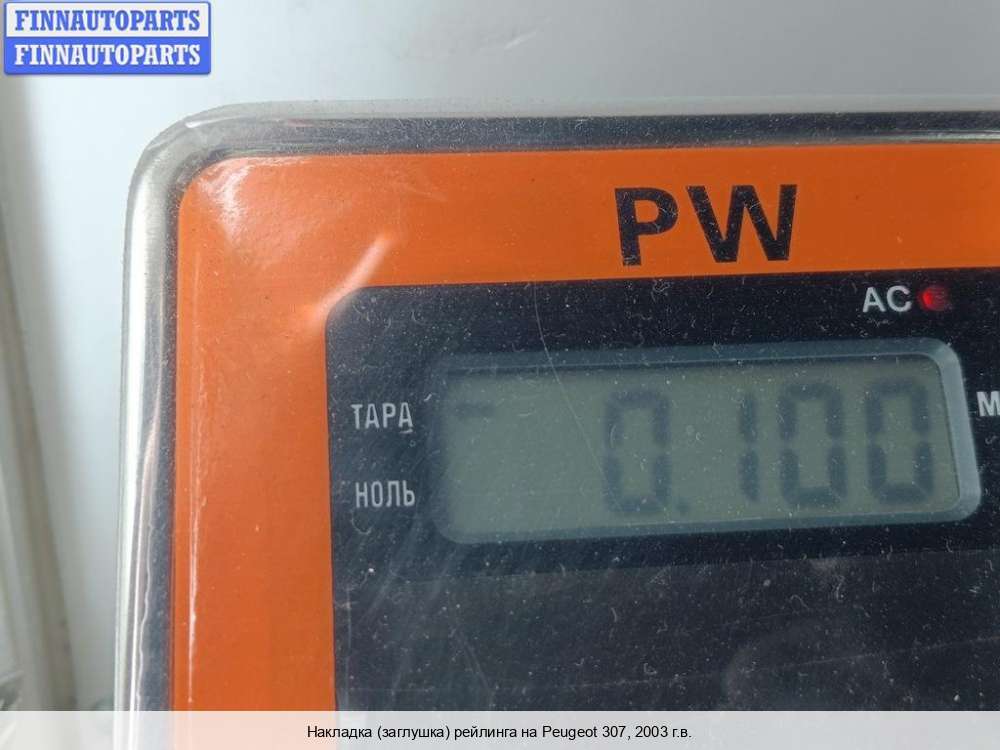 FINNAUTOPARTS
FINNAUTOPARTS
PW
AC
ТАРА
0.100
НОЛЬ
Накладка (заглушка) рейлинга на Peugeot 307, 2003 г.в.